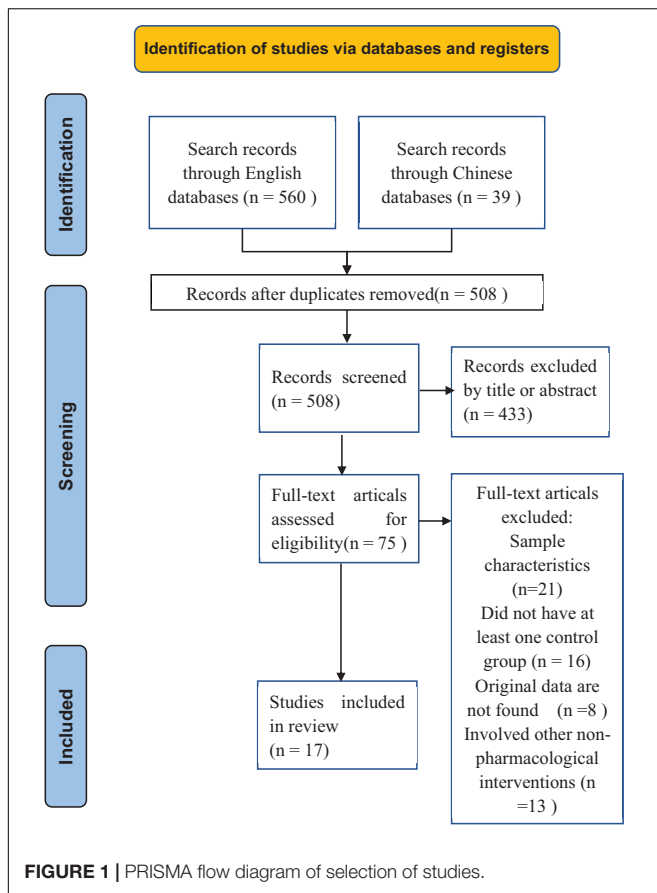 Identification of studies via databases and registers
Identification
Search records
through English
databases (n = 560 )
Search records
through Chinese
databases (n = 39 )
Records after duplicates removed(n = 508 )
Screening
Records screened
(n = 508)
Records excluded
by title or abstract
(n = 433)
Full-text articals
assessed for
eligibility(n = 75 )
Full-text articals
excluded:
Sample
characteristics
(n=21)
Did not have at
least one control
group (n = 16)
Original data are
not found (n =8 )
Involved other non-
pharmacological
interventions (n
=13 )
Included
Studies included
in review
(n = 17)
FIGURE 1 | PRISMA flow diagram of selection of studies.